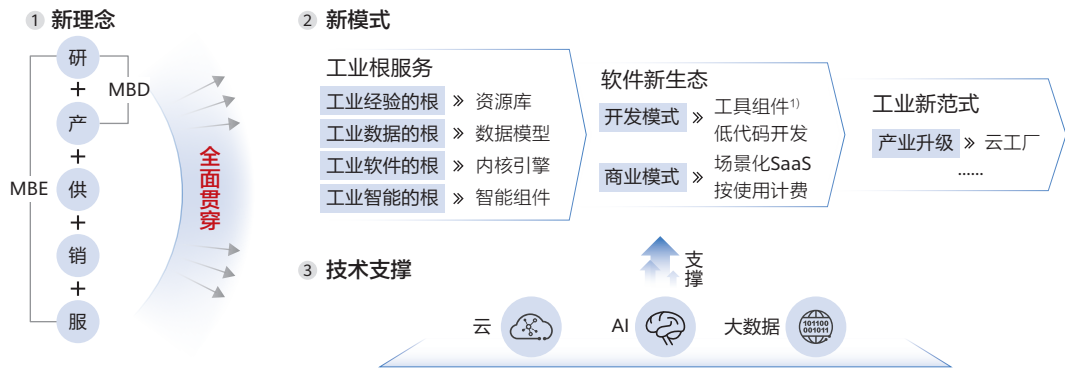 1 新理念
研
+
MBD
产
+
MBE
供
+
销
+
服
全面贯穿
2 新模式
工业根服务
工业经验的根 » 资源库
工业数据的根 » 数据模型
工业软件的根 » 内核引擎
工业智能的根 » 智能组件
软件新生态
开发模式 » 工具组件1)
低代码开发
商业模式 » 场景化SaaS
按使用计费
工业新范式
产业升级 » 云工厂
......
支撑
3 技术支撑
云
AI
大数据
101100
001011